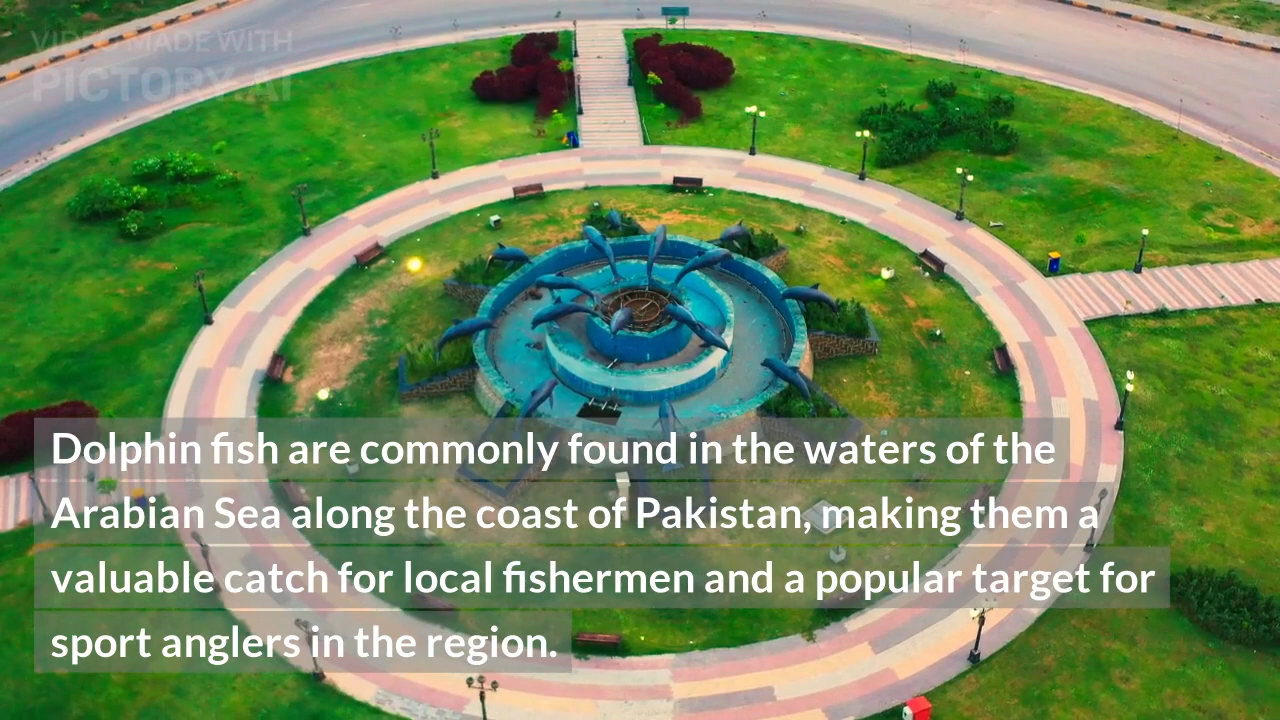 VIDEO MADE WITH
PICTORY.AI
Dolphin fish are commonly found in the waters of the
Arabian Sea along the coast of Pakistan, making them a
valuable catch for local fishermen and a popular target for
sport anglers in the region.